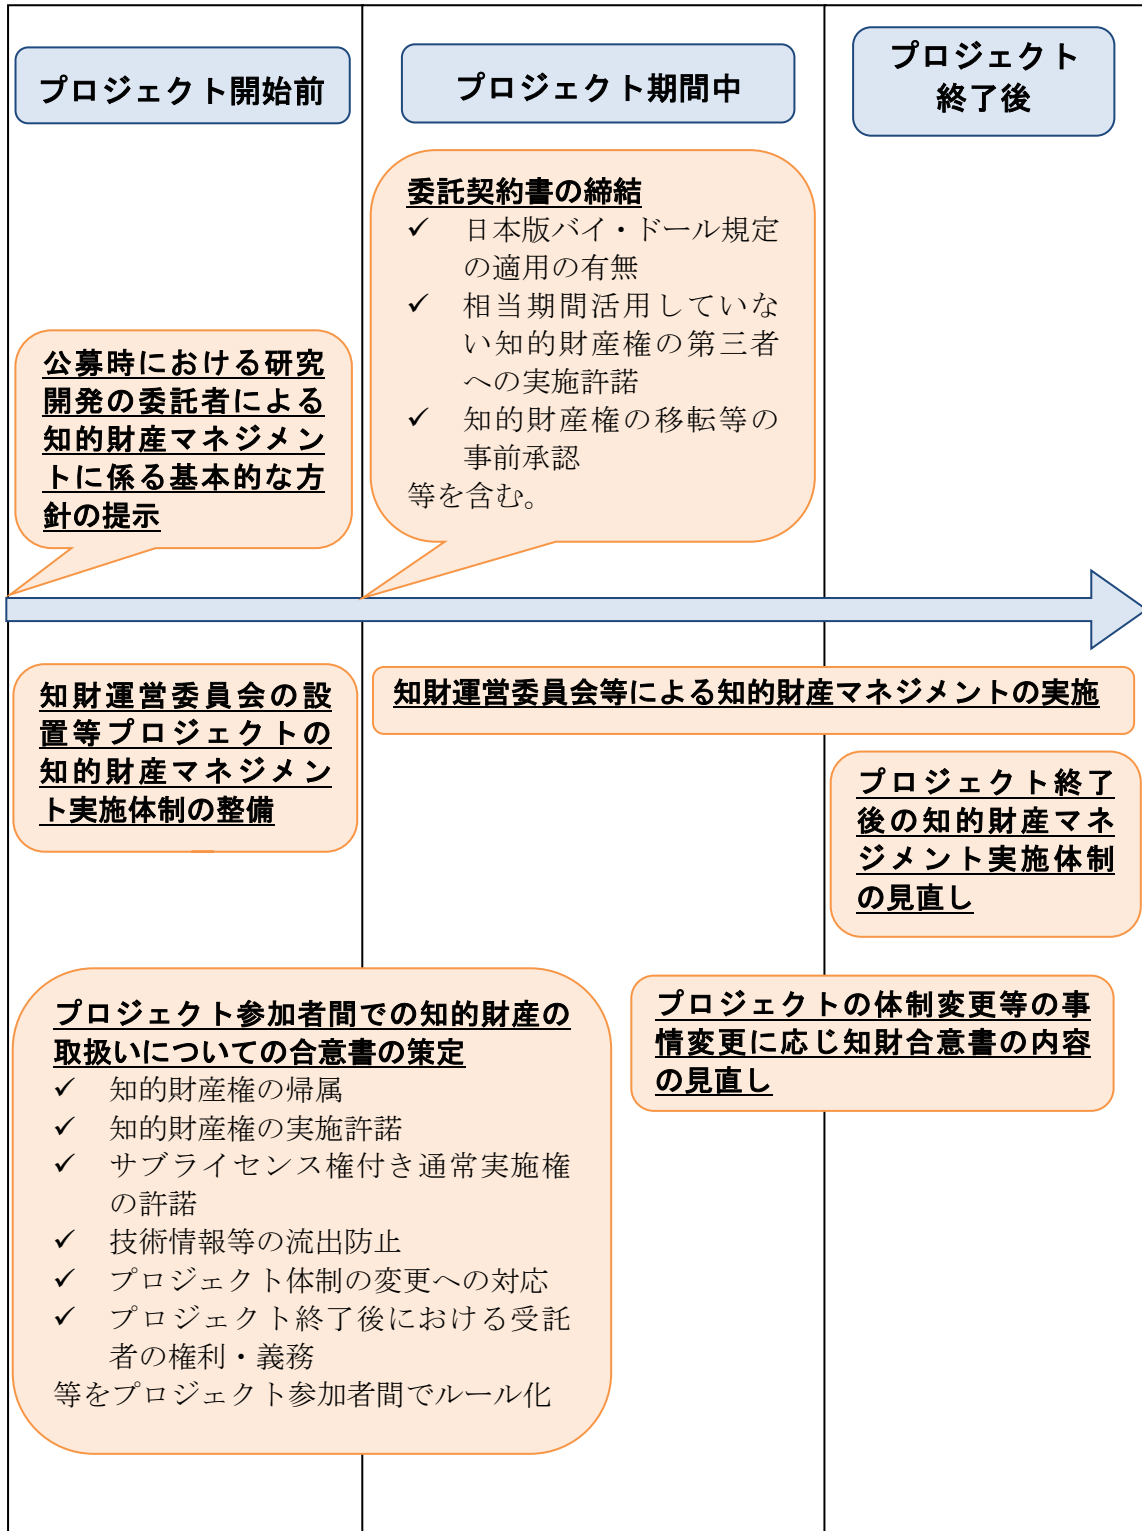 プロジェクト開始前
プロジェクト期間中
プロジェクト
終了後
委託契約書の締結
✓ 日本版バイ・ドール規定
の適用の有無
✓ 相当期間活用していな
い知的財産権の第三者
への実施許諾
✓ 知的財産権の移転等の
事前承認
等を含む。
公募時における研究
開発の委託者による
知的財産マネジメン
トに係る基本的な方
針の提示
知財運営委員会の設
置等プロジェクトの
知的財産マネジメン
ト実施体制の整備
知財運営委員会等による知的財産マネジメントの実施
プロジェクト終了
後の知的財産マネ
ジメント実施体制
の見直し
プロジェクト参加者間での知的財産の
取扱いについての合意書の策定
✓ 知的財産権の帰属
✓ 知的財産権の実施許諾
✓ サブライセンス権付き通常実施権
の許諾
✓ 技術情報等の流出防止
✓ プロジェクト体制の変更への対応
✓ プロジェクト終了後における受託
者の権利・義務
等をプロジェクト参加者間でルール化
プロジェクトの体制変更等の事
情変更に応じ知財合意書の内容
の見直し